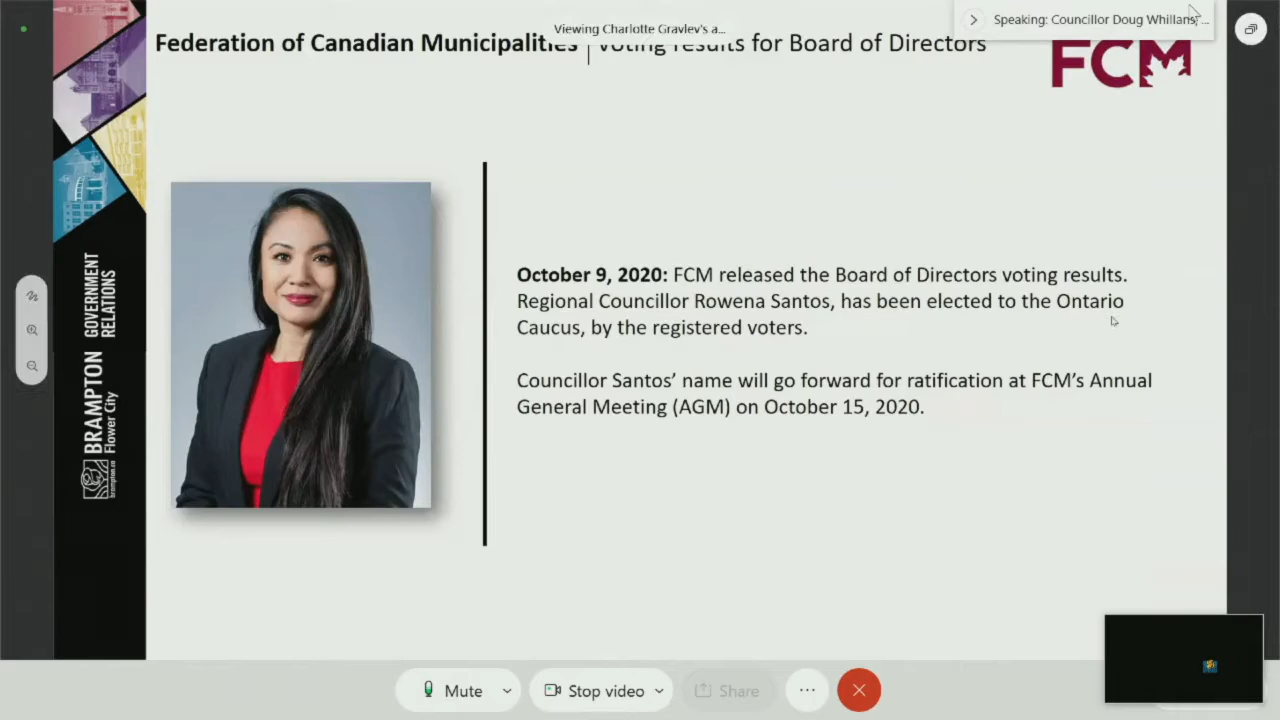 Viewing Charlotte Gravlev's a...
Speaking: Councillor Doug Whillans, ...
Federation of Canadian Municipalities | Voting results for Board of Directors
FCM
October 9, 2020: FCM released the Board of Directors voting results.
Regional Councillor Rowena Santos, has been elected to the Ontario
Caucus, by the registered voters.
Councillor Santos’ name will go forward for ratification at FCM’s Annual
General Meeting (AGM) on October 15, 2020.
GOVERNMENT
RELATIONS
BRAMPTON
Flower City
brampton.ca
Mute
Stop video
Share